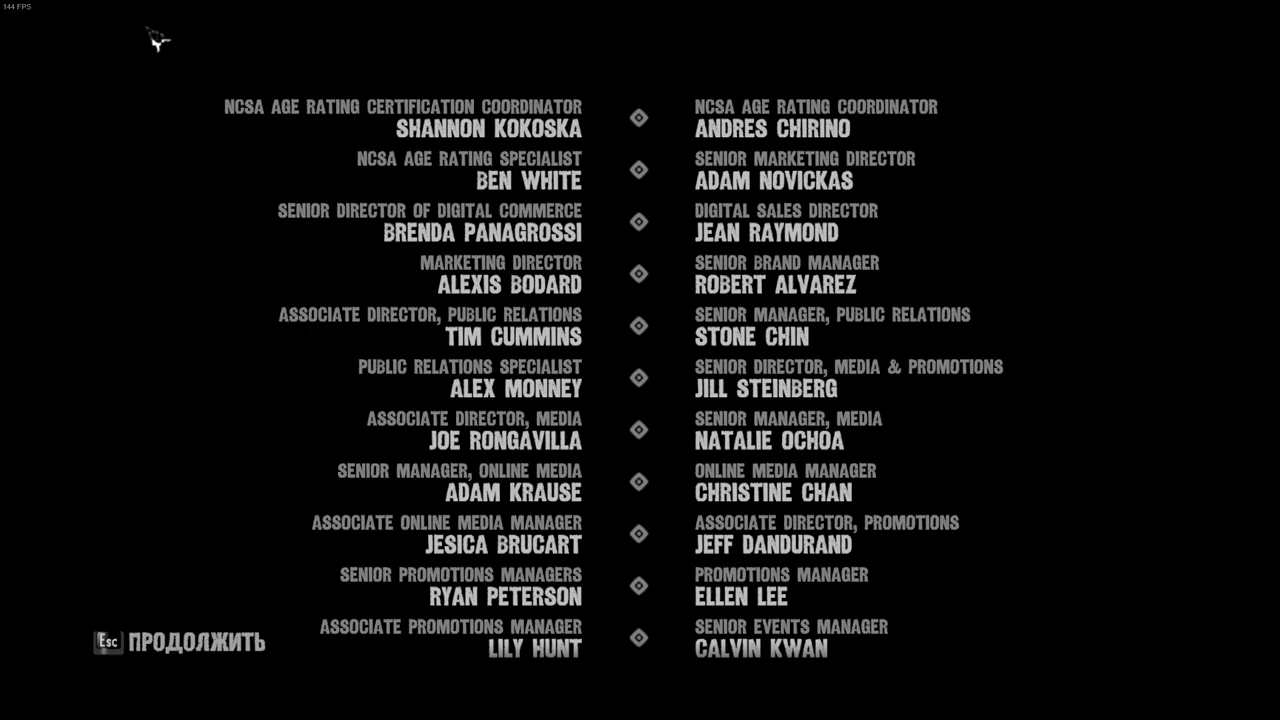 144 FPS
NCSA AGE RATING CERTIFICATION COORDINATOR
SHANNON KOKOSKA
NCSA AGE RATING COORDINATOR
ANDRES CHIRINO
NCSA AGE RATING SPECIALIST
BEN WHITE
SENIOR MARKETING DIRECTOR
ADAM NOVICKAS
SENIOR DIRECTOR OF DIGITAL COMMERCE
BRENDA PANAGROSSI
DIGITAL SALES DIRECTOR
JEAN RAYMOND
MARKETING DIRECTOR
ALEXIS BODARD
SENIOR BRAND MANAGER
ROBERT ALVAREZ
ASSOCIATE DIRECTOR, PUBLIC RELATIONS
TIM CUMMINS
SENIOR MANAGER, PUBLIC RELATIONS
STONE CHIN
PUBLIC RELATIONS SPECIALIST
ALEX MONNEY
SENIOR DIRECTOR, MEDIA & PROMOTIONS
JILL STEINBERG
ASSOCIATE DIRECTOR, MEDIA
JOE RONGAVILLA
SENIOR MANAGER, MEDIA
NATALIE OCHOA
SENIOR MANAGER, ONLINE MEDIA
ADAM KRAUSE
ONLINE MEDIA MANAGER
CHRISTINE CHAN
ASSOCIATE ONLINE MEDIA MANAGER
JESICA BRUCART
ASSOCIATE DIRECTOR, PROMOTIONS
JEFF DANDURAND
SENIOR PROMOTIONS MANAGERS
RYAN PETERSON
PROMOTIONS MANAGER
ELLEN LEE
ASSOCIATE PROMOTIONS MANAGER
LILY HUNT
SENIOR EVENTS MANAGER
CALVIN KWAN
Esc ПРОДОЛЖИТЬ